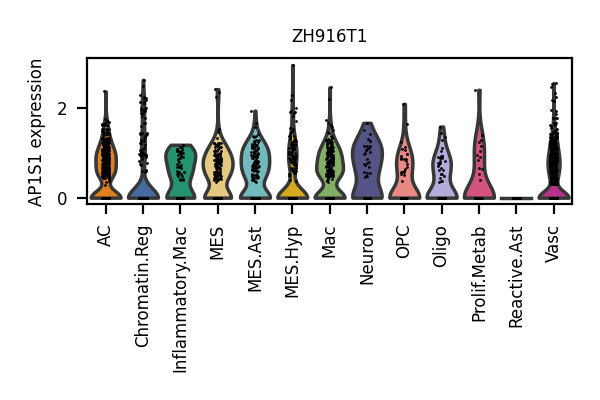 ZH916T1
AP1S1 expression
2
0
AC
Chromatin.Reg
Inflammatory.Mac
MES
MES.Ast
MES.Hyp
Mac
Neuron
OPC
Oligo
Prolif.Metab
Reactive.Ast
Vasc